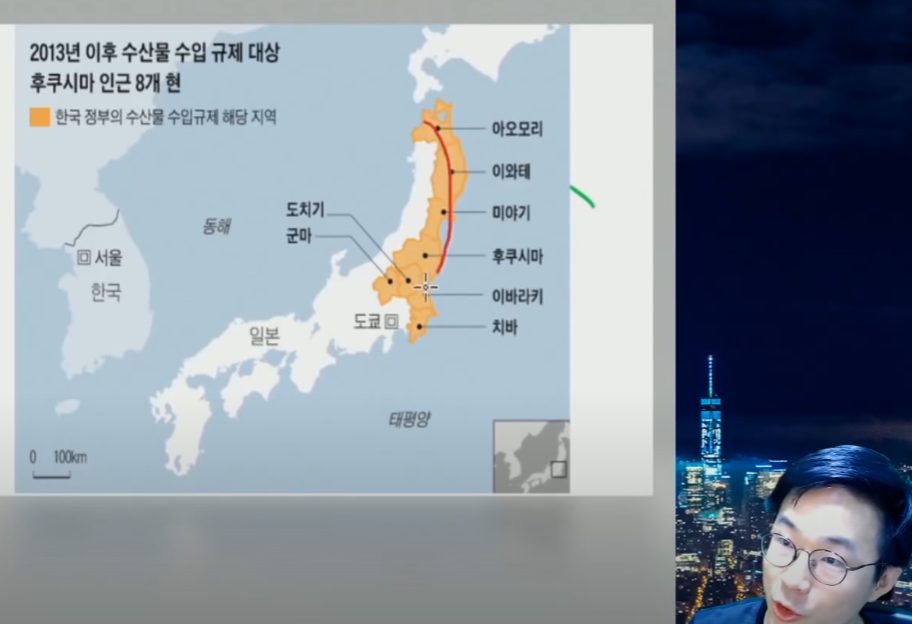 2013년 이후 수산물 수입 규제 대상
후쿠시마 인근 8개 현
한국 정부의 수산물 수입규제 해당 지역
아오모리
이와테
미야기
후쿠시마
이바라키
치바
도치기
군마
동해
서울
한국
도쿄
일본
태평양
0 100km